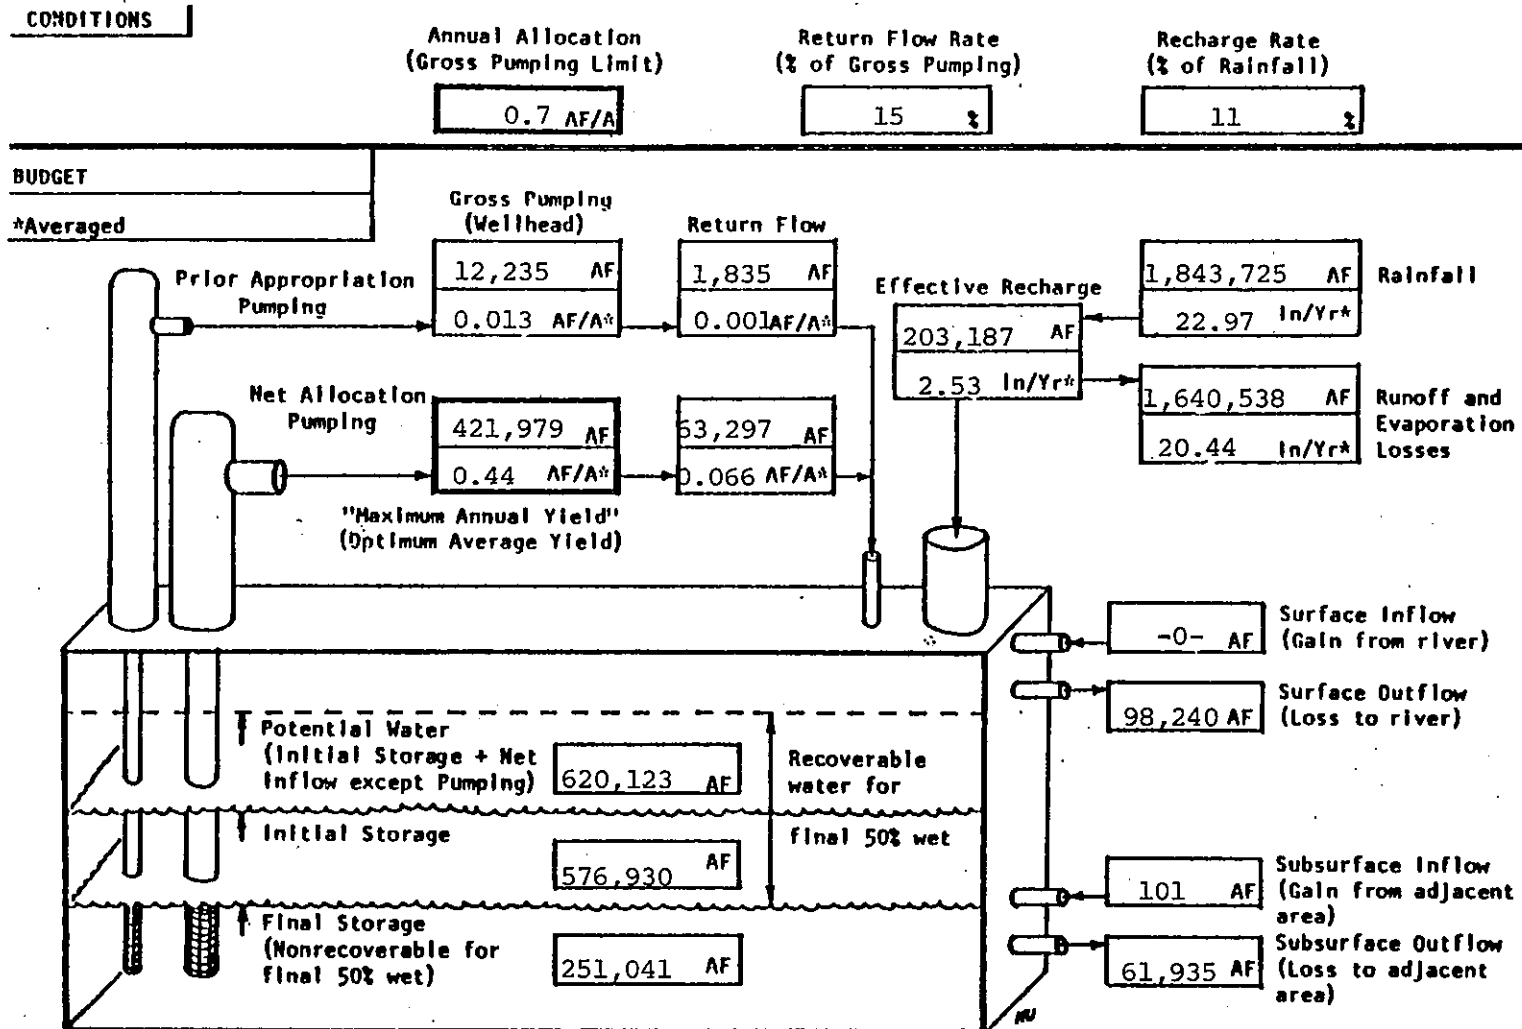 CONDITIONS
Annual Allocation
(Gross Pumping Limit)
0.7 AF/A
Return Flow Rate
(% of Gross Pumping)
15 %
Recharge Rate
(% of Rainfall)
11 %
BUDGET
*Averaged
Gross Pumping
(Wellhead)
Return Flow
Prior Appropriation
Pumping
12,235 AF
0.013 AF/A*
1,835 AF
0.001AF/A*
Effective Recharge
203,187 AF
2.53 In/Yr*
1,843,725 AF
22.97 In/Yr*
Rainfall
Net Allocation
Pumping
421,979 AF
0.44 AF/A*
63,297 AF
0.066 AF/A*
1,640,538 AF
20.44 In/Yr*
Runoff and
Evaporation
Losses
"Maximum Annual Yield"
(Optimum Average Yield)
-0- AF
Surface Inflow
(Gain from river)
98,240 AF
Surface Outflow
(Loss to river)
Potential Water
(Initial Storage + Net
Inflow except Pumping)
620,123 AF
Recoverable
water for
final 50% wet
Initial Storage
576,930 AF
101 AF
Subsurface Inflow
(Gain from adjacent
area)
Final Storage
(Nonrecoverable for
final 50% wet)
251,041 AF
61,935 AF
Subsurface Outflow
(Loss to adjacent
area)